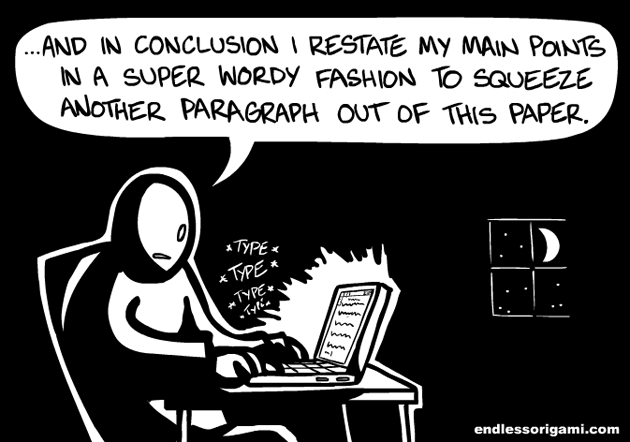 ...AND IN CONCLUSION I RESTATE MY MAIN POINTS
IN A SUPER WORDY FASHION TO SQUEEZE
ANOTHER PARAGRAPH OUT OF THIS PAPER.
*TYPE*
*TYPE*
*TYPE*
*TYPE*
endlessorigami.com